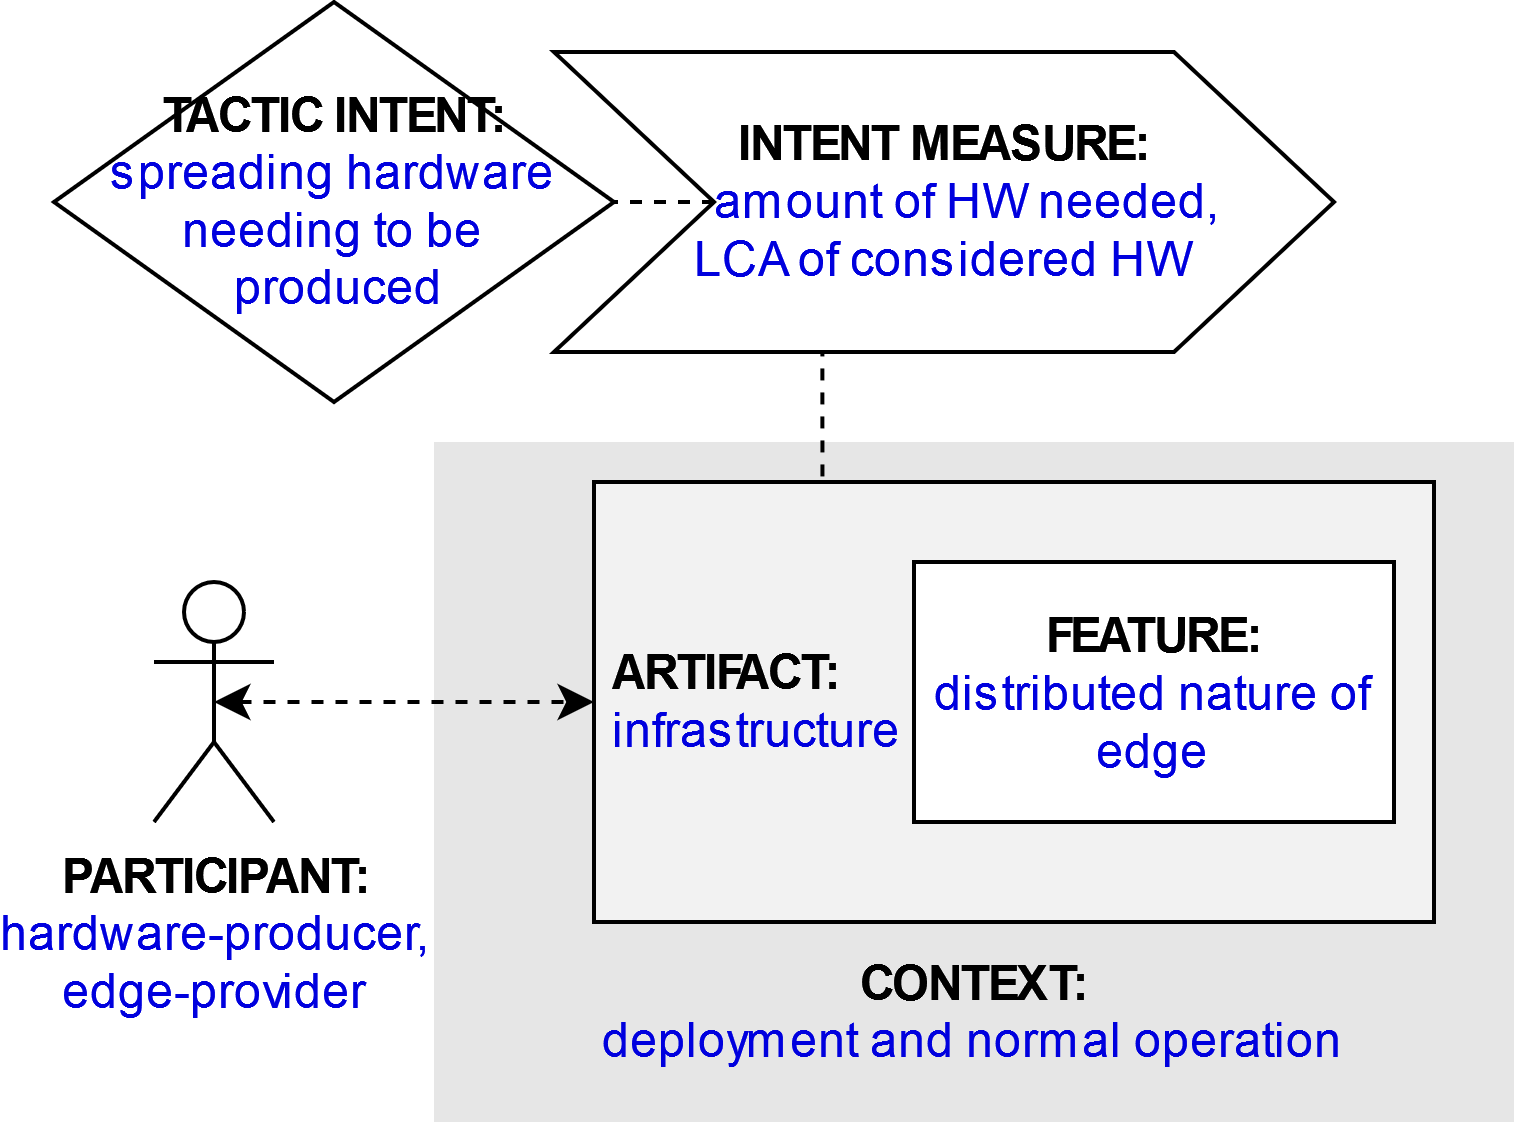 TACTIC INTENT:
spreading hardware
needing to be
produced
INTENT MEASURE:
amount of HW needed,
LCA of considered HW
ARTIFACT:
infrastructure
FEATURE:
distributed nature of
edge
PARTICIPANT:
hardware-producer,
edge-provider
CONTEXT:
deployment and normal operation